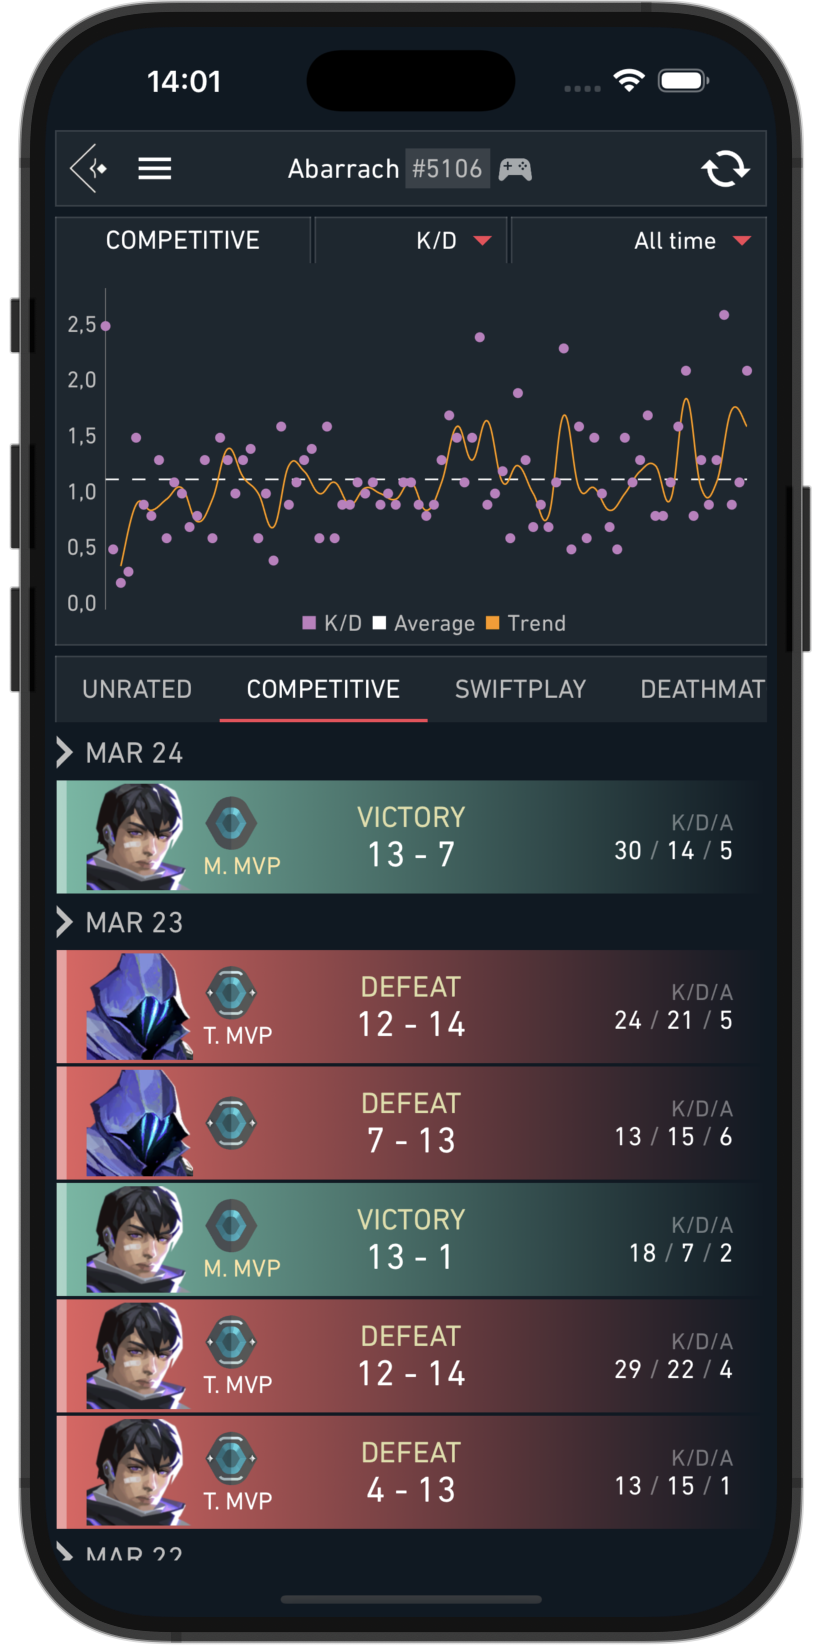 14:01
Abarrach #5106
COMPETITIVE K/D All time
2,5
2,0
1,5
1,0
0,5
0,0
K/D Average Trend
UNRATED COMPETITIVE SWIFTPLAY DEATHMAT
MAR 24
VICTORY
13 - 7
M. MVP
K/D/A
30 / 14 / 5
MAR 23
DEFEAT
12 - 14
T. MVP
K/D/A
24 / 21 / 5
DEFEAT
7 - 13
K/D/A
13 / 15 / 6
VICTORY
13 - 1
M. MVP
K/D/A
18 / 7 / 2
DEFEAT
12 - 14
T. MVP
K/D/A
29 / 22 / 4
DEFEAT
4 - 13
T. MVP
K/D/A
13 / 15 / 1
MAR 22